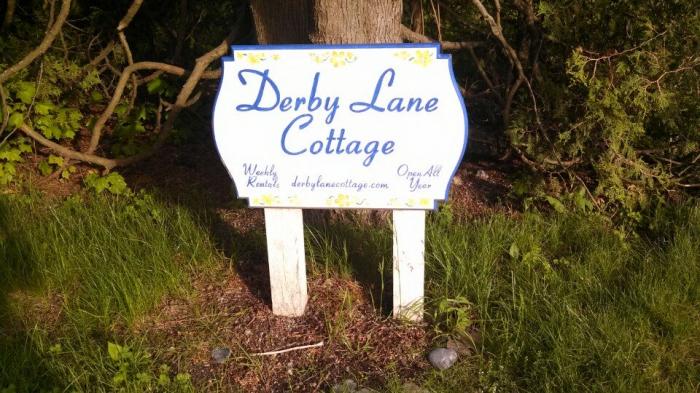 Derby Lane
Cottage
Weekly
Rentals
derbylanecottage.com
Open All
Year